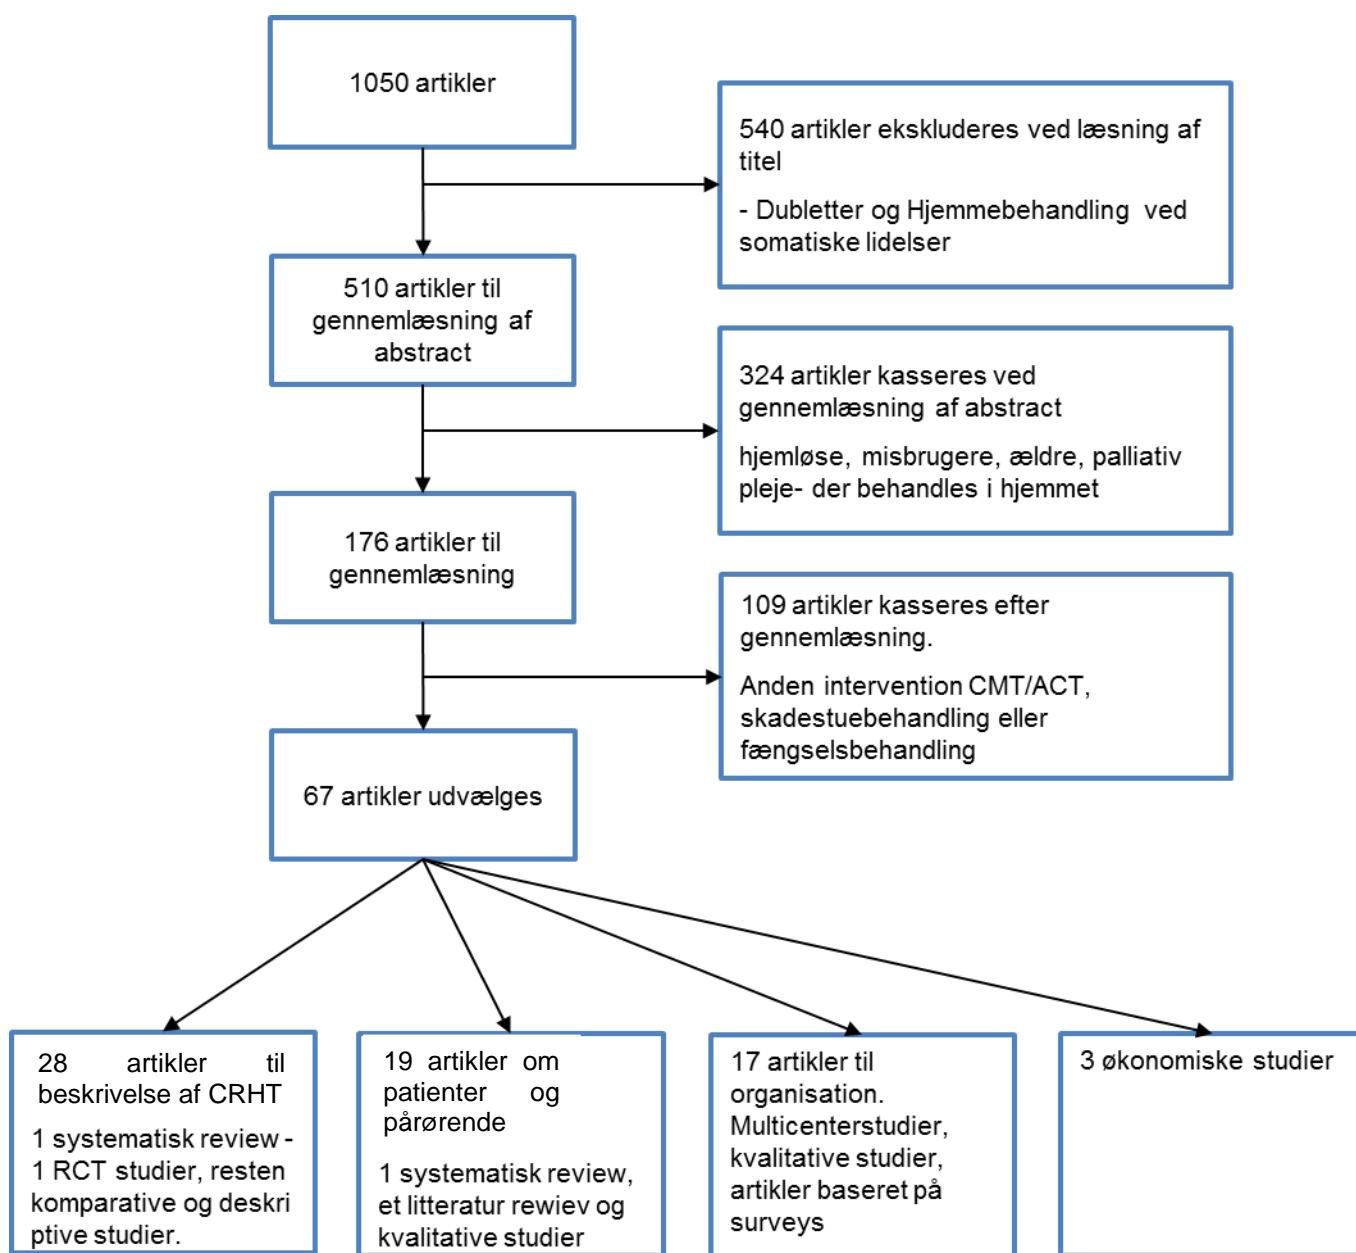 1050 artikler
540 artikler ekskluderes ved læsning af
titel
- Dubletter og Hjemmebehandling ved
somatiske lidelser
510 artikler til
gennemlæsning af
abstract
324 artikler kasseres ved
gennemlæsning af abstract
hjemløse, misbrugere, ældre, palliativ
pleje- der behandles i hjemmet
176 artikler til
gennemlæsning
109 artikler kasseres efter
gennemlæsning.
Anden intervention CMT/ACT,
skadestuebehandling eller
fængselsbehandling
67 artikler udvælges
28 artikler til
beskrivelse af CRHT
1 systematisk review -
1 RCT studier, resten
komparative og deskri
ptive studier.
19 artikler om
patienter og
pårørende
1 systematisk review,
et litteratur rewiev og
kvalitative studier
17 artikler til
organisation.
Multicenterstudier,
kvalitative studier,
artikler baseret på
surveys
3 økonomiske studier